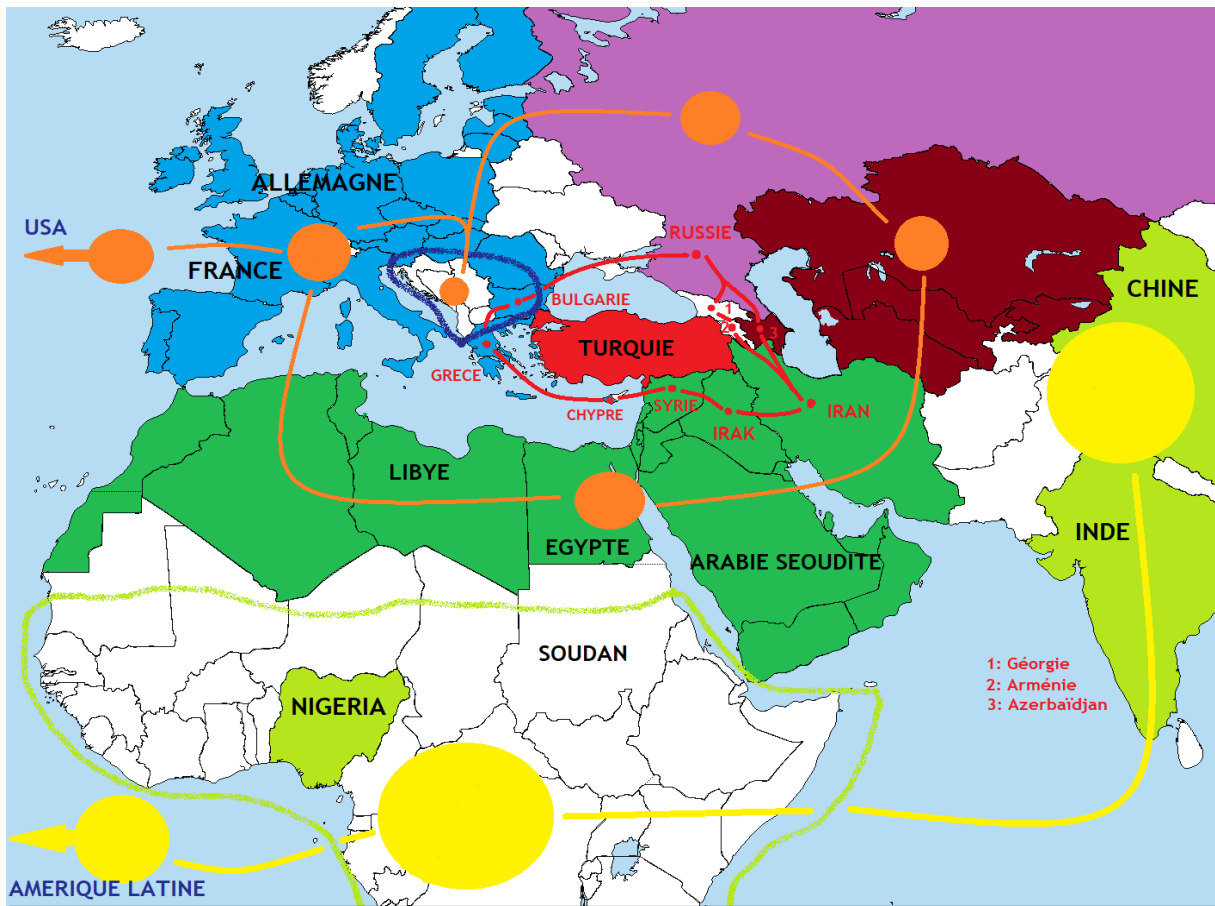 ALLEMAGNE
USA
FRANCE
RUSSIE
BULGARIE
CHINE
1
2
3
TURQUIE
GRECE
CHYPRE
SYRIE
IRAK
IRAN
LIBYE
EGYPTE
ARABIE SEOUDITE
INDE
SOUDAN
NIGERIA
1: Géorgie
2: Arménie
3: Azerbaïdjan
AMERIQUE LATINE